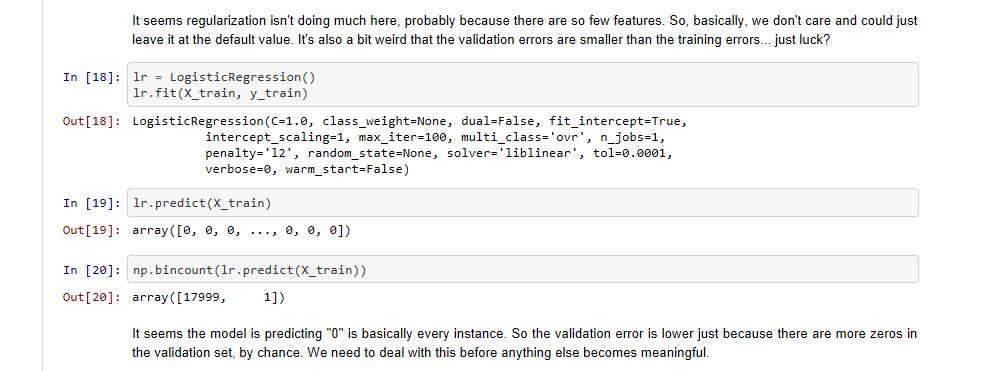 It seems regularization isn't doing much here, probably because there are so few features. So, basically, we don't care and could just
leave it at the default value. It's also a bit weird that the validation errors are smaller than the training errors... just luck?
In [18]: lr = LogisticRegression()
lr.fit(X_train, y_train)
Out[18]: LogisticRegression(C=1.0, class_weight=None, dual=False, fit_intercept=True,
intercept_scaling=1, max_iter=100, multi_class='ovr', n_jobs=1,
penalty='l2', random_state=None, solver='liblinear', tol=0.0001,
verbose=0, warm_start=False)
In [19]: lr.predict(X_train)
Out[19]: array([0, 0, 0, ..., 0, 0, 0])
In [20]: np.bincount(lr.predict(X_train))
Out[20]: array([17999,     1])
It seems the model is predicting "0" is basically every instance. So the validation error is lower just because there are more zeros in
the validation set, by chance. We need to deal with this before anything else becomes meaningful.